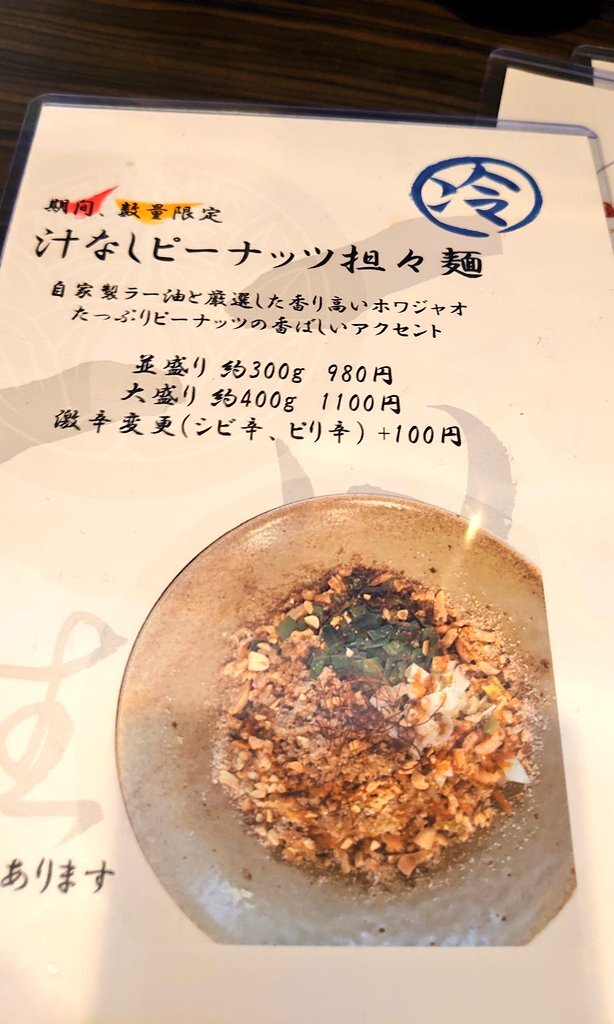 冷
期間、数量限定
汁なしピーナッツ担々麺
自家製ラー油と厳選した香り高いホワジャオ
たっぷりピーナッツの香ばしいアクセント
並盛り 約300g 980円
大盛り 約400g 1100円
激辛変更(シビ辛、ピリ辛) +100円
あります